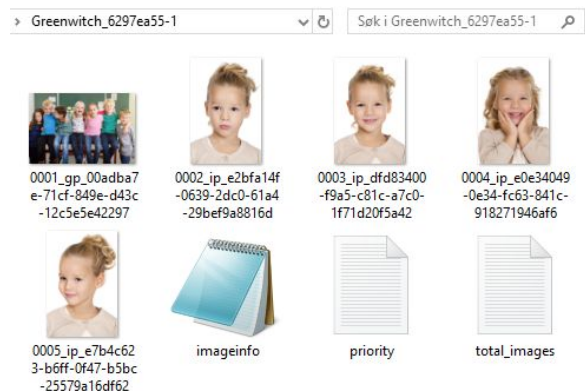 Greenwitch_6297ea55-1
Søk i Greenwitch_6297ea55-1
0001_gp_00adba7
e-71cf-849e-d43c
-12c5e5e42297
0002_ip_e2bfa14f
-0639-2dc0-61a4
-29bef9a8816d
0003_ip_dfd83400
-f9a5-c81c-a7c0-
1f71d20f5a42
0004_ip_e0e34049
-0e34-fc63-841c-
918271946af6
0005_ip_e7b4c62
3-b6ff-0f47-b5bc
-25579a16df62
imageinfo
priority
total_images